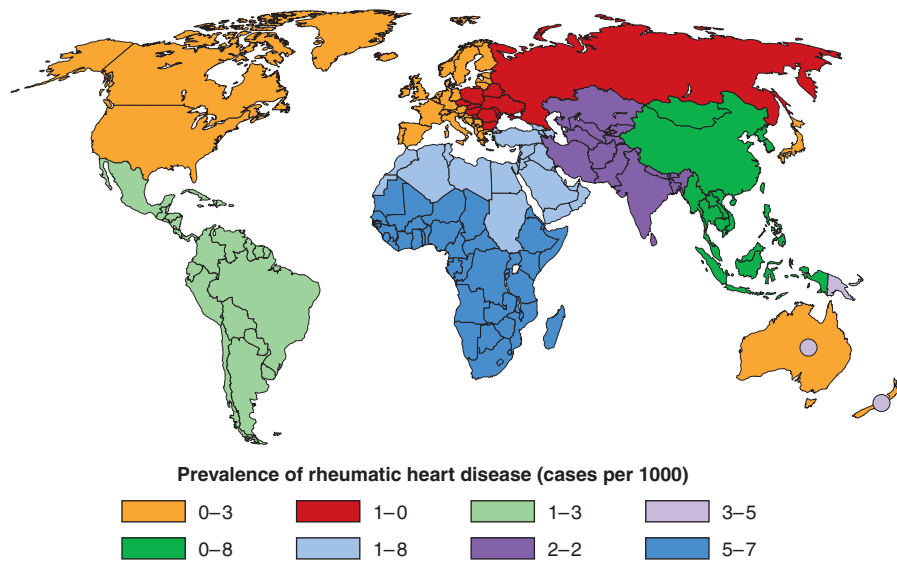 Prevalence of rheumatic heart disease (cases per 1000)
0–3 1–0 1–3 3–5
0–8 1–8 2–2 5–7